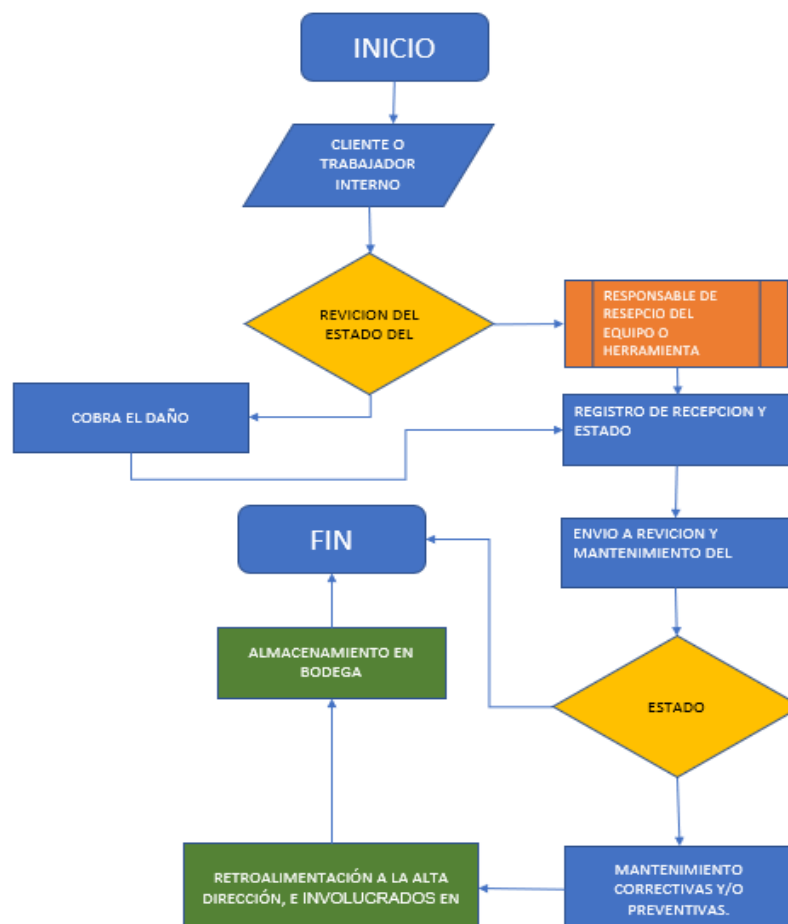 INICIO
CLIENTE O
TRABAJADOR
INTERNO
REVICION DEL
ESTADO DEL
RESPONSABLE DE
RESEPCIO DEL
EQUIPO O
HERRAMIENTA
COBRA EL DAÑO
REGISTRO DE RECEPCION Y
ESTADO
ENVIO A REVICION Y
MANTENIMIENTO DEL
FIN
ALMACENAMIENTO EN
BODEGA
ESTADO
MANTENIMIENTO
CORRECTIVAS Y/O
PREVENTIVAS.
RETROALIMENTACIÓN A LA ALTA
DIRECCIÓN, E INVOLUCRADOS EN